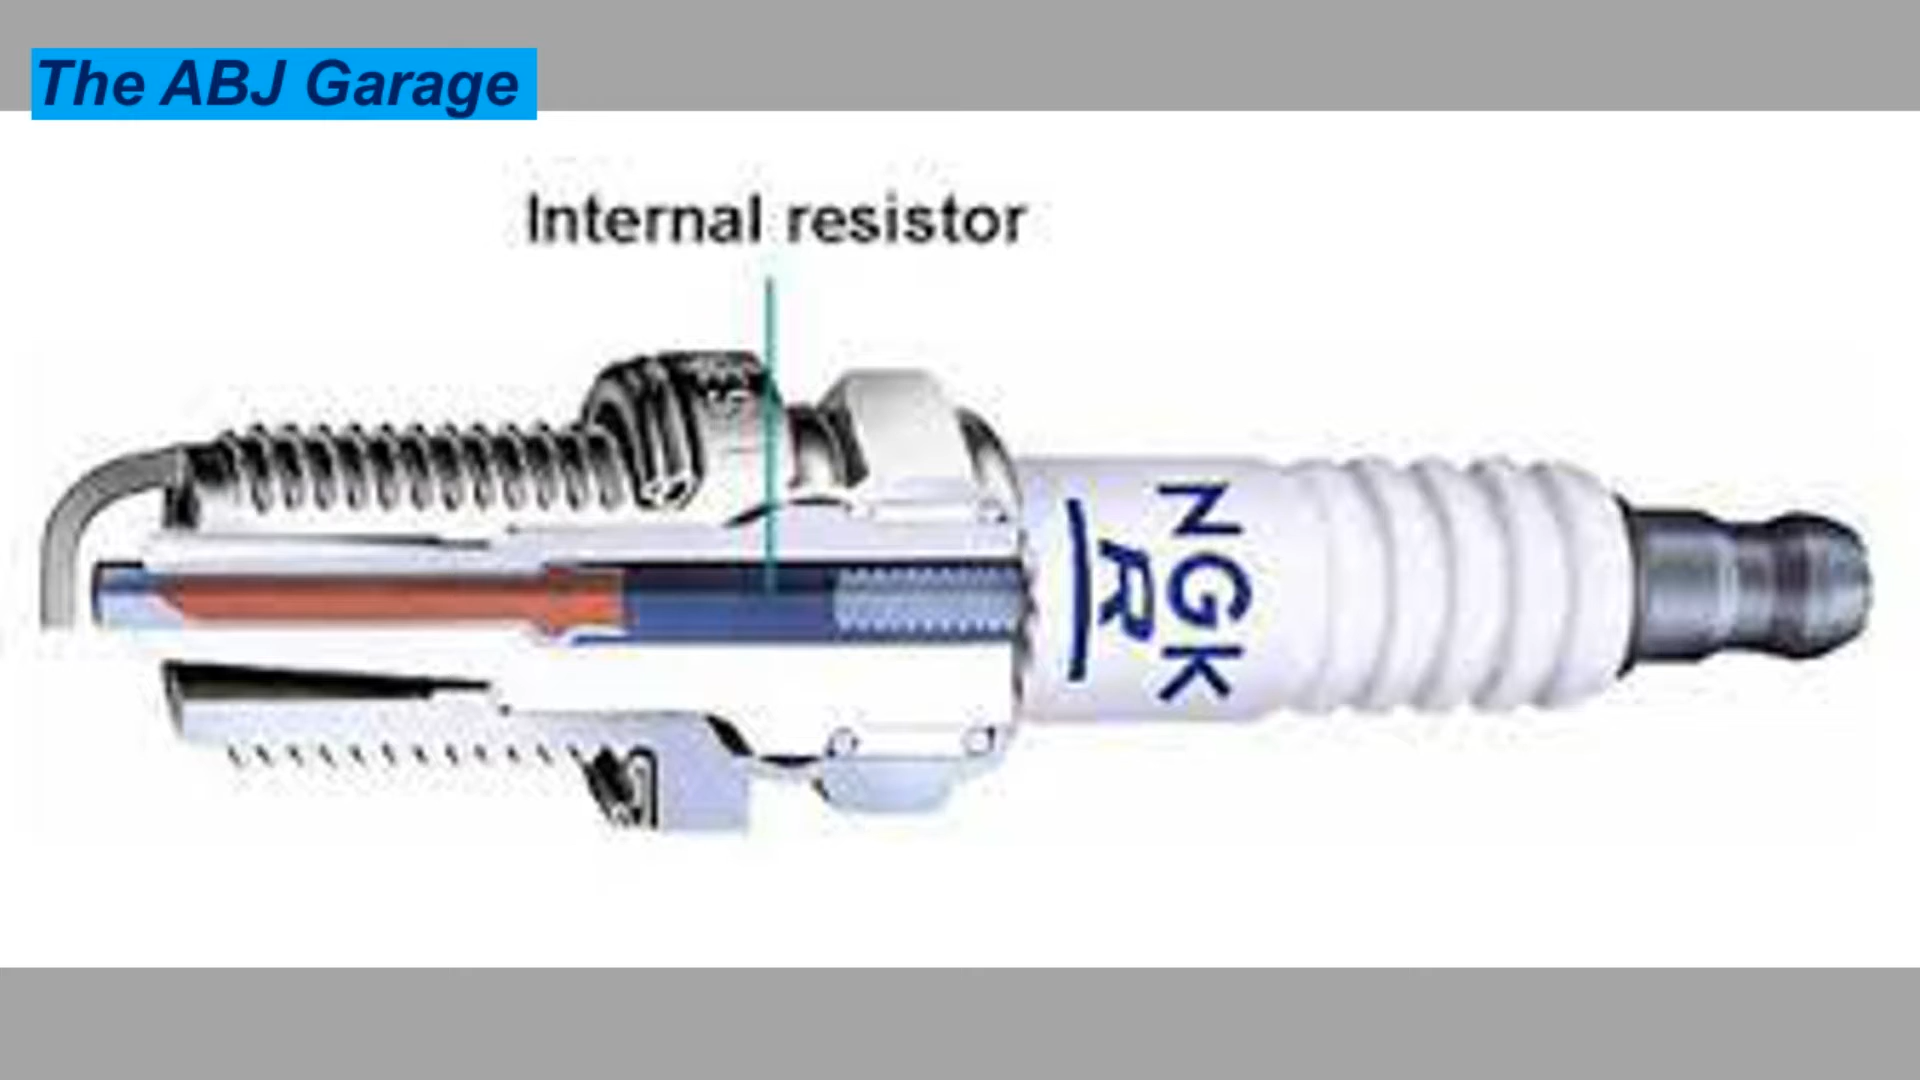 The ABJ Garage
Internal resistor
NGK
R